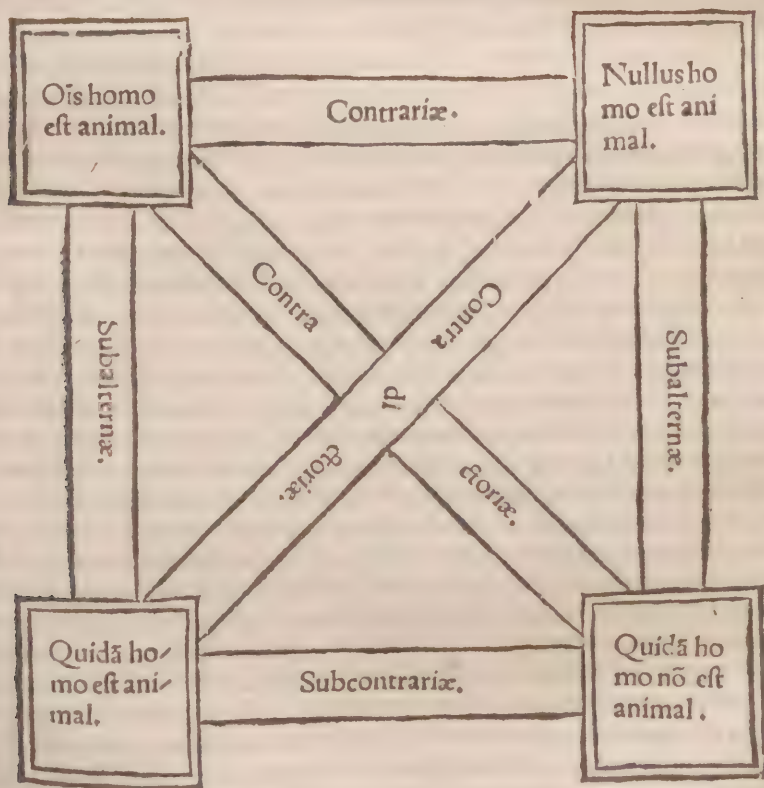 Oīs homo
est animal.
Contrariæ.
Nullus ho
mo est ani
mal.
Contra
Contra
di
ctoriæ.
ctoriæ.
Subalternæ.
Subalternæ.
Quidā ho⸗
mo est ani⸗
mal.
Subcontrariæ.
Quidā ho
mo nō est
animal.